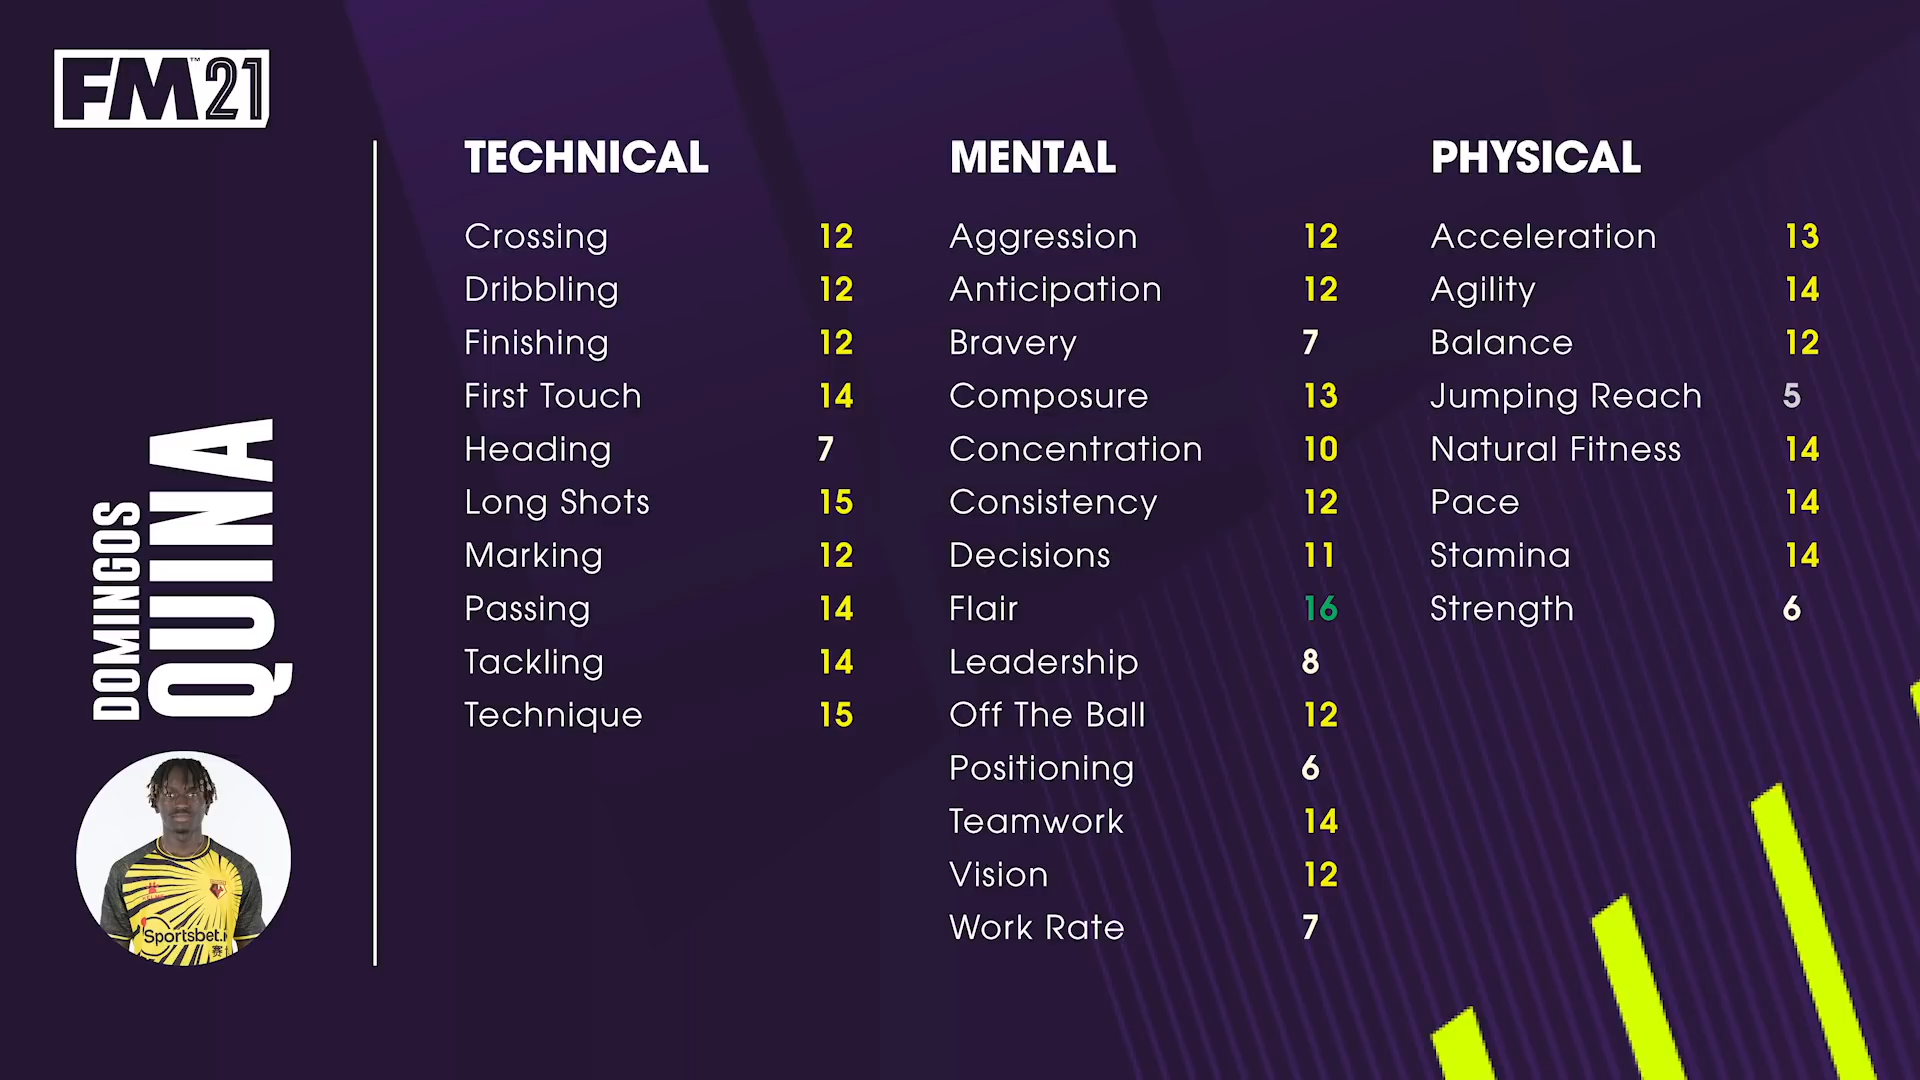 FM™21
DOMINGOS
QUINA
TECHNICAL
Crossing 12
Dribbling 12
Finishing 12
First Touch 14
Heading 7
Long Shots 15
Marking 12
Passing 14
Tackling 14
Technique 15
MENTAL
Aggression 12
Anticipation 12
Bravery 7
Composure 13
Concentration 10
Consistency 12
Decisions 11
Flair 16
Leadership 8
Off The Ball 12
Positioning 6
Teamwork 14
Vision 12
Work Rate 7
PHYSICAL
Acceleration 13
Agility 14
Balance 12
Jumping Reach 5
Natural Fitness 14
Pace 14
Stamina 14
Strength 6
Sportsbet.